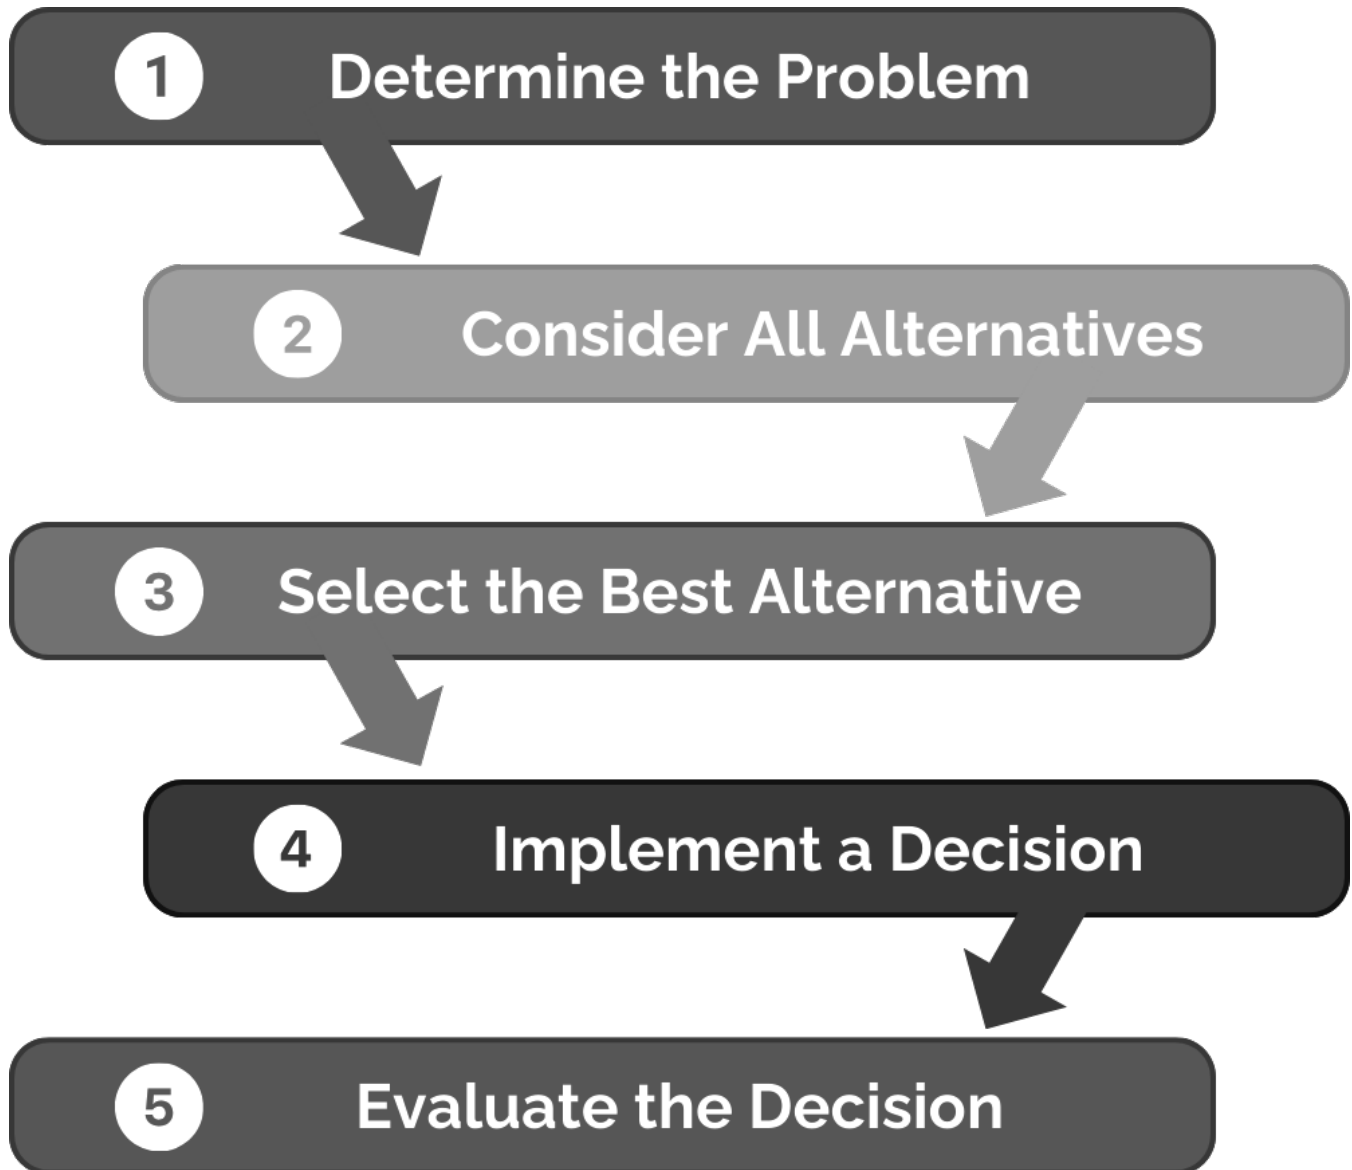 1 Determine the Problem
2 Consider All Alternatives
3 Select the Best Alternative
4 Implement a Decision
5 Evaluate the Decision